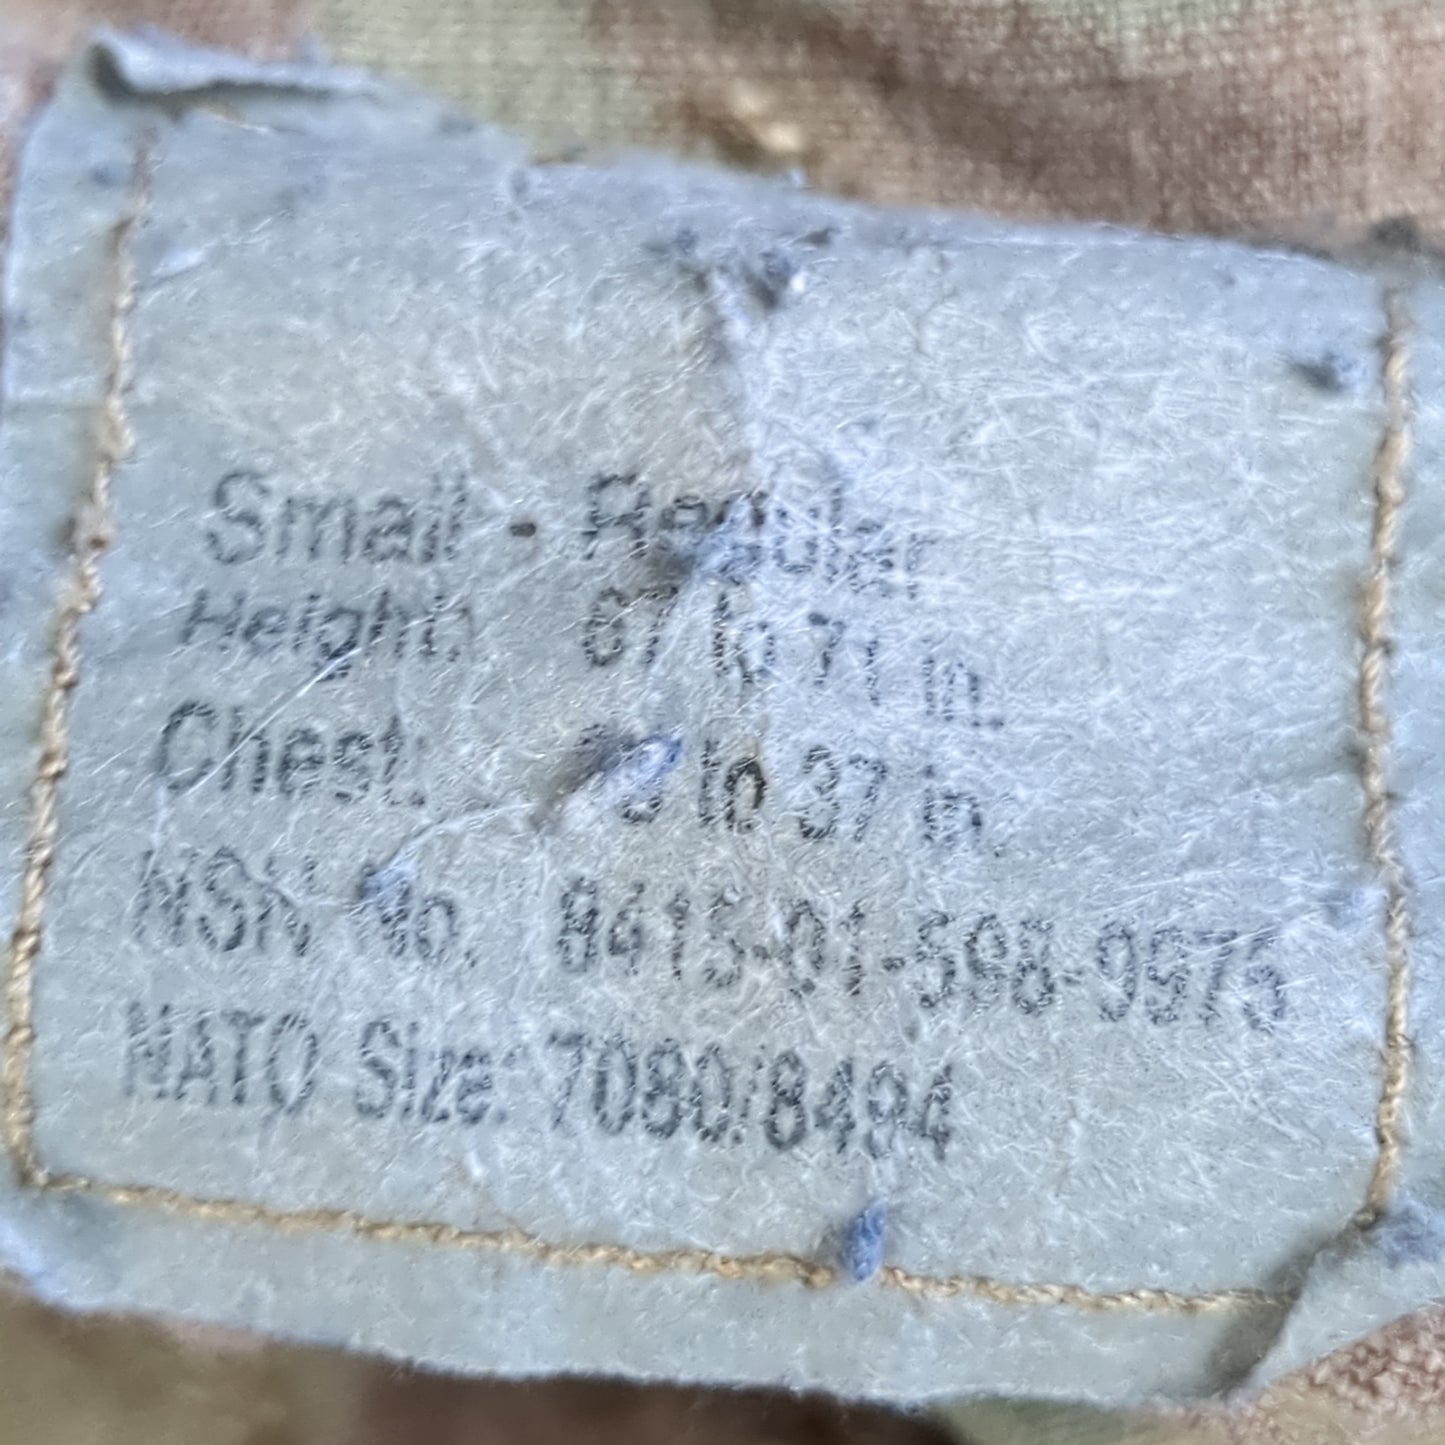 Small - Regular
Height: 67 to 71 in.
Chest: to 37 in.
NSN No. 8415-01-598-9975
NATO Size: 7080/8494